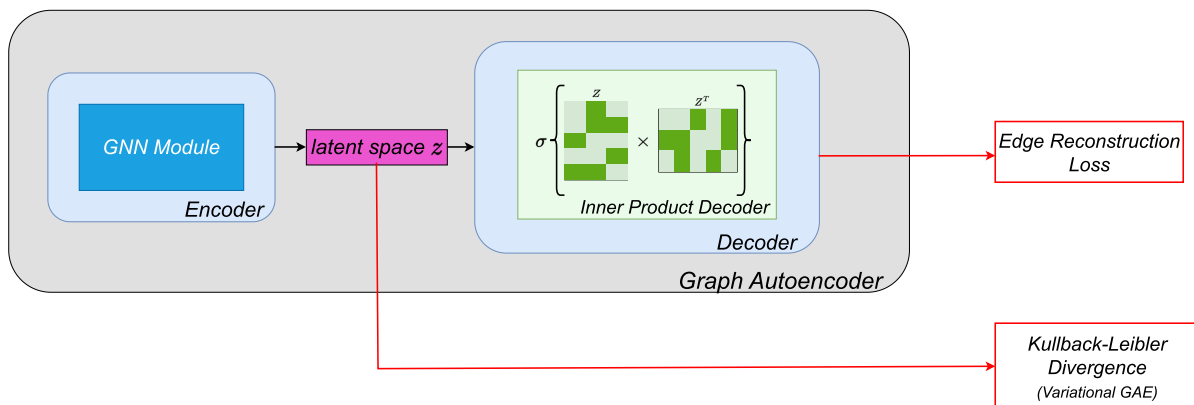 GNN Module
Encoder
latent space z
σ
Z
×
Z^T
Inner Product Decoder
Decoder
Graph Autoencoder
Edge Reconstruction
Loss
Kullback-Leibler
Divergence
(Variational GAE)